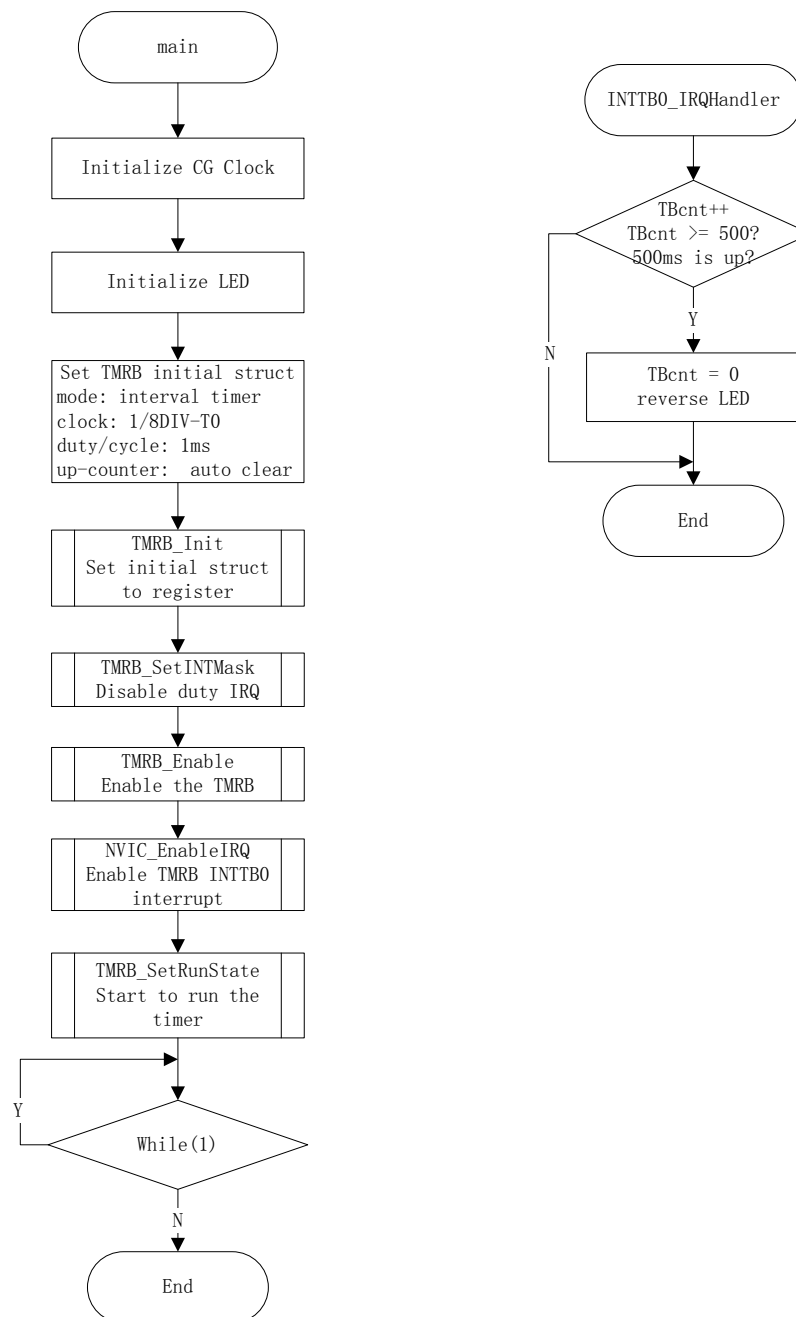 main
Initialize CG Clock
Initialize LED
Set TMRB initial struct
mode: interval timer
clock: 1/8DIV-T0
duty/cycle: 1ms
up-counter:  auto clear
TMRB_Init
Set initial struct
to register
TMRB_SetINTMask
Disable duty IRQ
TMRB_Enable
Enable the TMRB
NVIC_EnableIRQ
Enable TMRB INTTB0
interrupt
TMRB_SetRunState
Start to run the
timer
Y
While(1)
N
End
INTTB0_IRQHandler
TBcnt++
TBcnt >= 500?
500ms is up?
Y
N
TBcnt = 0
reverse LED
End